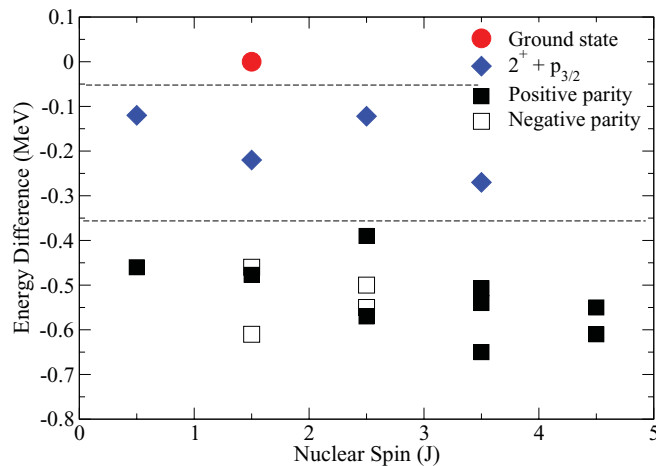 0.1
0
-0.1
-0.2
-0.3
-0.4
-0.5
-0.6
-0.7
-0.8
Energy Difference (MeV)
Ground state
2⁺ + p₃/₂
Positive parity
Negative parity
0 1 2 3 4 5
Nuclear Spin (J)